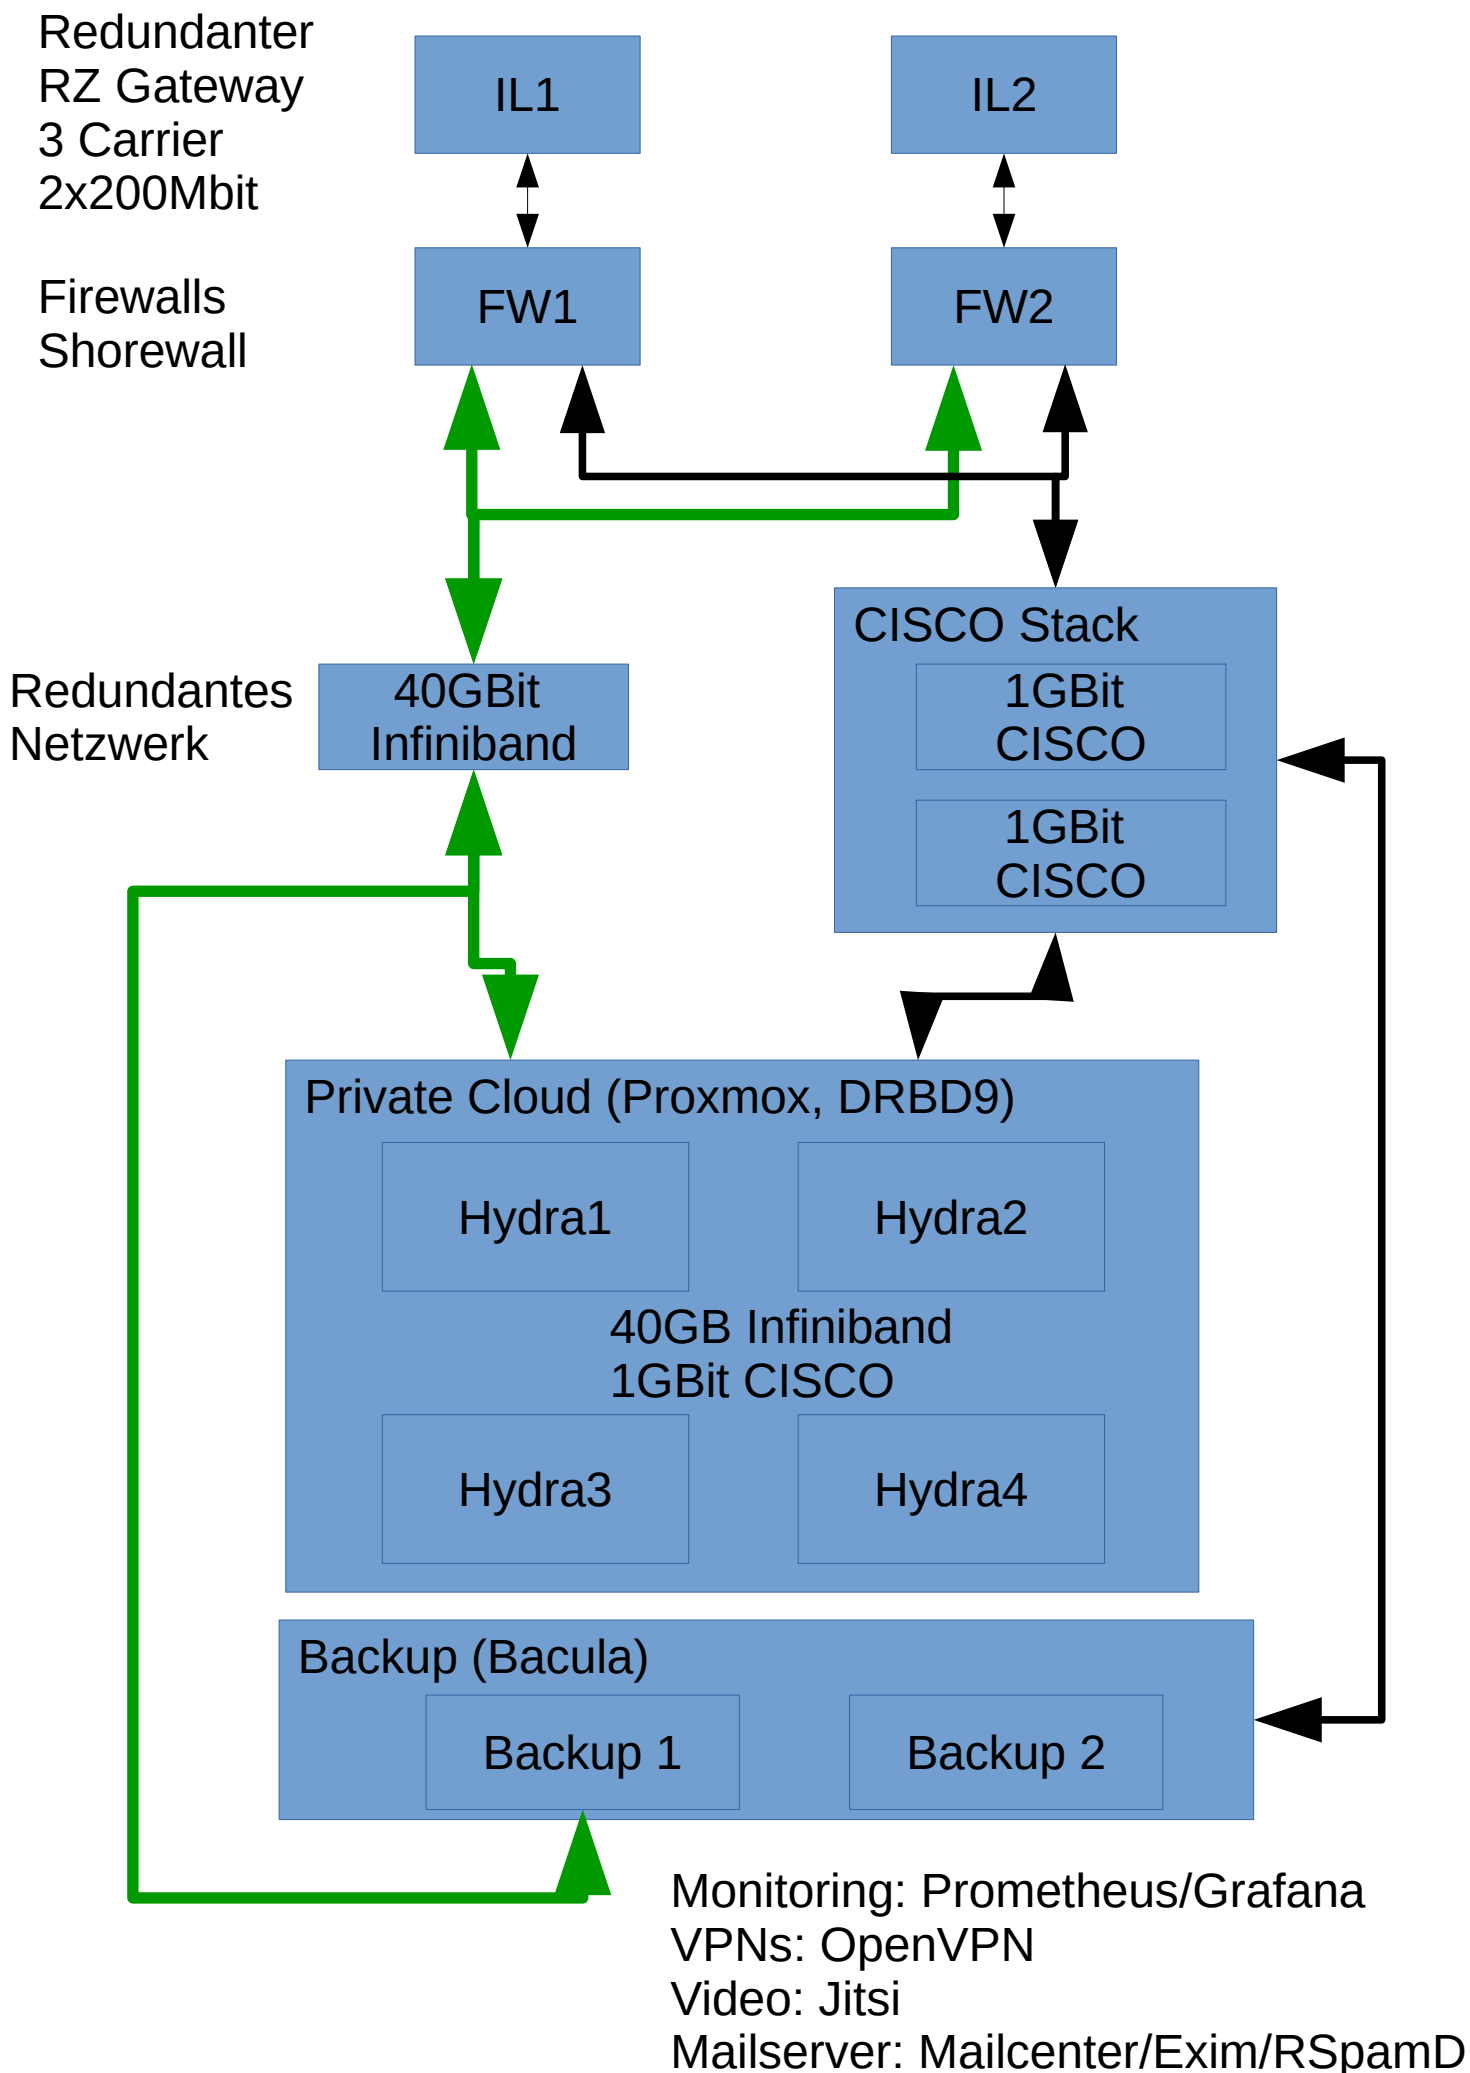 Redundanter
RZ Gateway
3 Carrier
2x200Mbit
IL1
IL2
Firewalls
Shorewall
FW1
FW2
Redundantes
Netzwerk
40GBit
Infiniband
CISCO Stack
1GBit
CISCO
1GBit
CISCO
Private Cloud (Proxmox, DRBD9)
Hydra1
Hydra2
40GB Infiniband
1GBit CISCO
Hydra3
Hydra4
Backup (Bacula)
Backup 1
Backup 2
Monitoring: Prometheus/Grafana
VPNs: OpenVPN
Video: Jitsi
Mailserver: Mailcenter/Exim/RSpamD